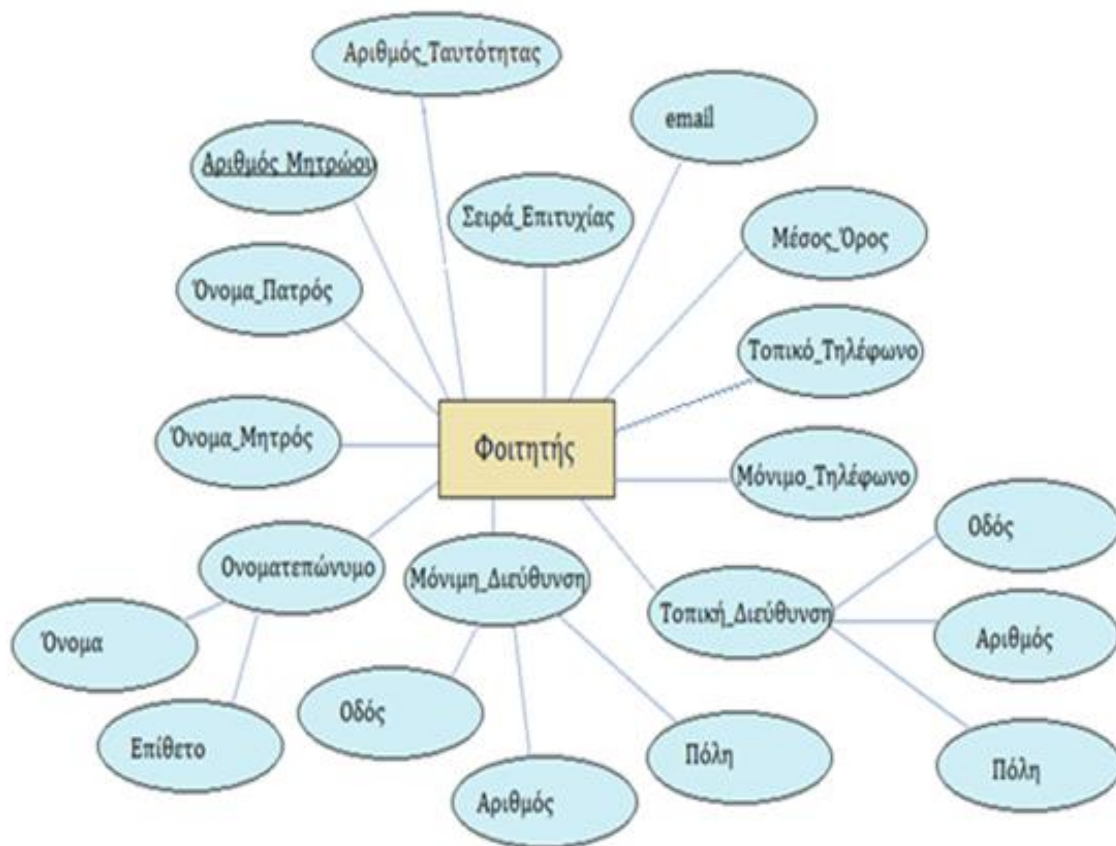 Αριθμός_Ταυτότητας
email
Αριθμός_Μητρώου
Σειρά_Επιτυχίας
Μέσος_Όρος
Όνομα_Πατρός
Τοπικό_Τηλέφωνο
Όνομα_Μητρός
Φοιτητής
Μόνιμο_Τηλέφωνο
Οδός
Ονοματεπώνυμο
Μόνιμη_Διεύθυνση
Τοπική_Διεύθυνση
Αριθμός
Όνομα
Οδός
Επίθετο
Πόλη
Πόλη
Αριθμός